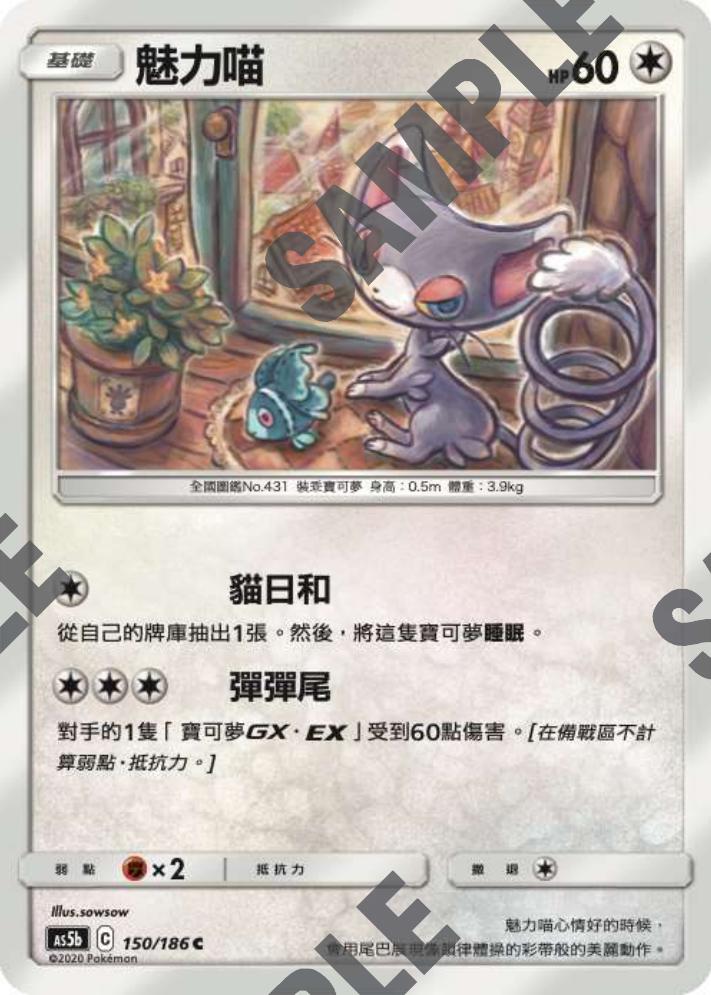 基礎 魅力喵 HP60
SAMPLE
全國圖鑑No.431 裝乖寶可夢 身高：0.5m 體重：3.9kg
貓日和
從自己的牌庫抽出1張。然後，將這隻寶可夢睡眠。
彈彈尾
對手的1隻「寶可夢GX·EX」受到60點傷害。[在備戰區不計
算弱點·抵抗力。]
弱點 ×2 抵抗力 撤退
Illus.sowsow
AS5b C 150/186 C
©2020 Pokémon
魅力喵心情好的時候，
會用尾巴展現像韻律體操的彩帶般的美麗動作。